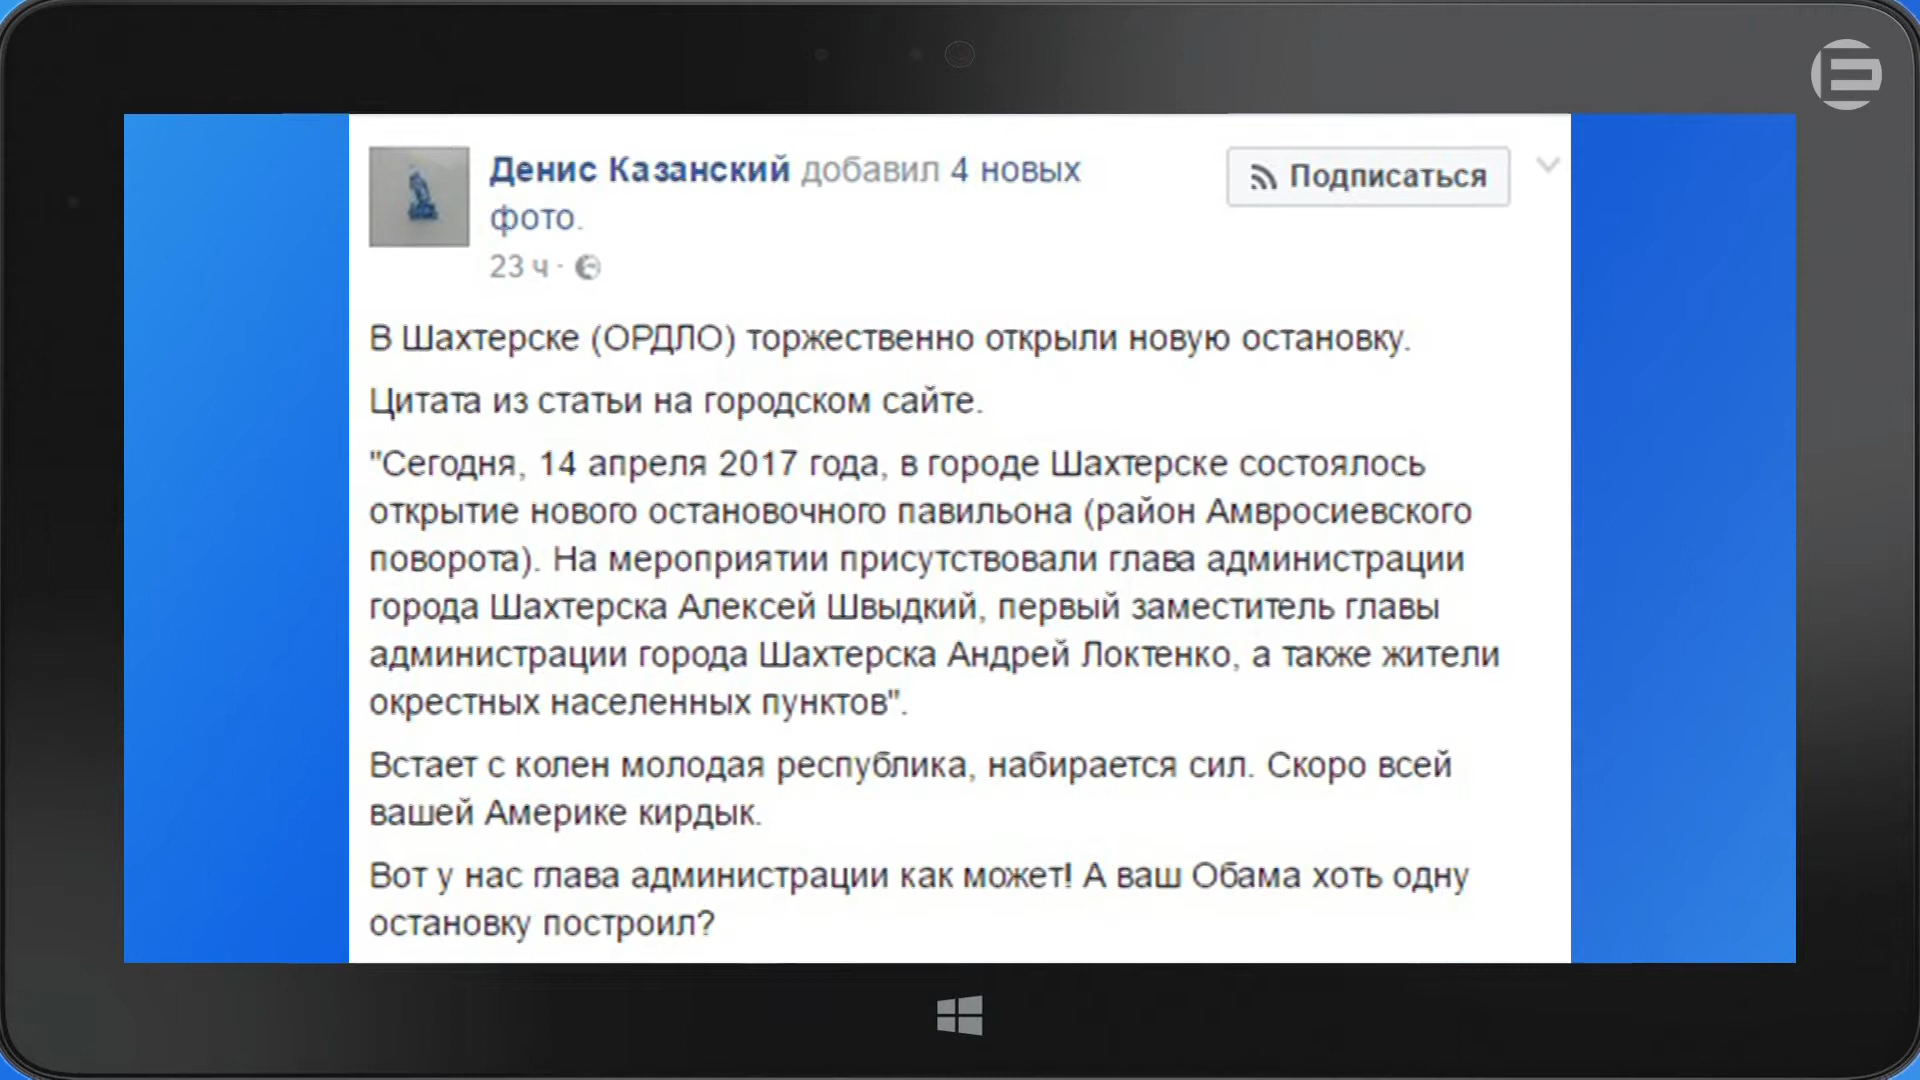 Денис Казанский добавил 4 новых
фото.
Подписаться
23 ч ·
В Шахтерске (ОРДЛО) торжественно открыли новую остановку.
Цитата из статьи на городском сайте.
"Сегодня, 14 апреля 2017 года, в городе Шахтерске состоялось
открытие нового остановочного павильона (район Амвросиевского
поворота). На мероприятии присутствовали глава администрации
города Шахтерска Алексей Швыдкий, первый заместитель главы
администрации города Шахтерска Андрей Локтенко, а также жители
окрестных населенных пунктов".
Встает с колен молодая республика, набирается сил. Скоро всей
вашей Америке кирдык.
Вот у нас глава администрации как может! А ваш Обама хоть одну
остановку построил?